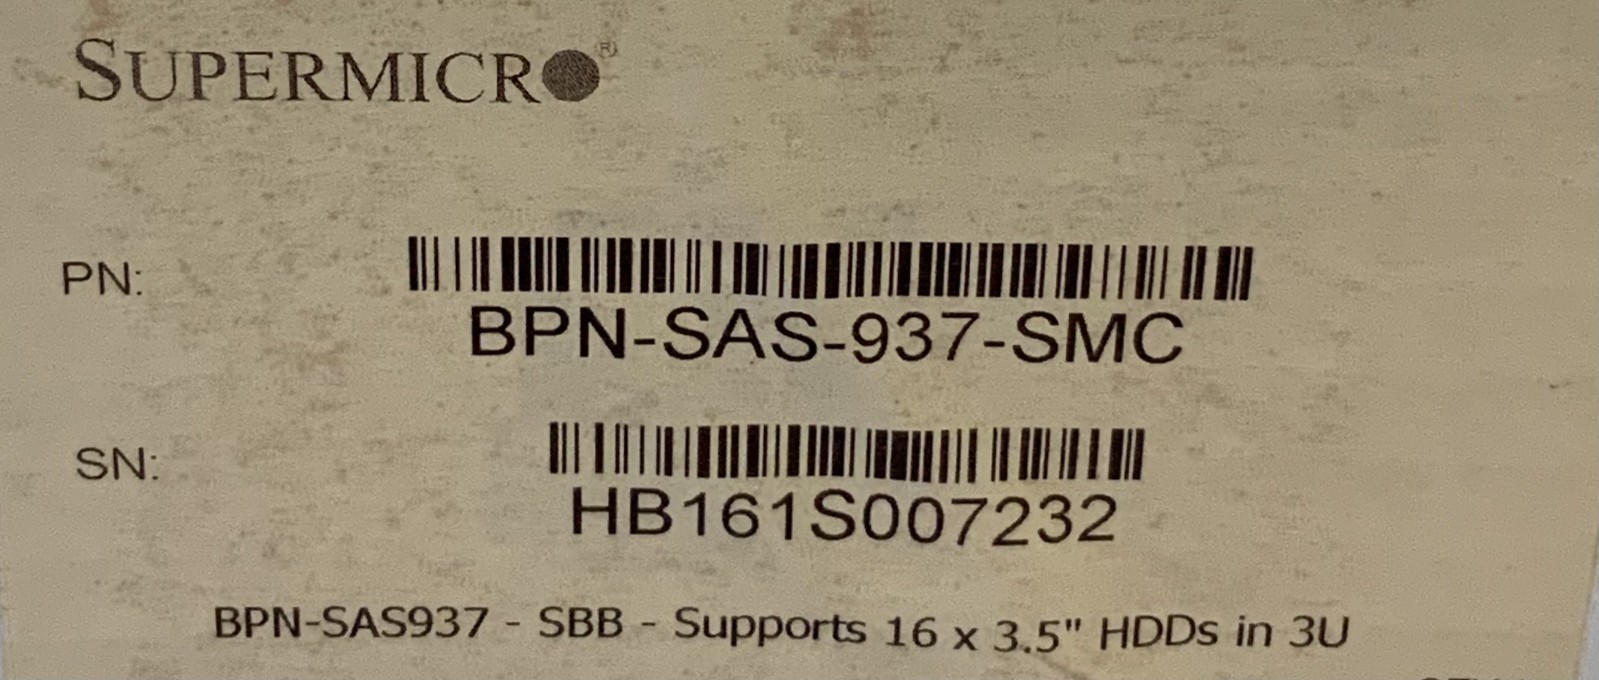 SUPERMICRO®
PN:
BPN-SAS-937-SMC
SN:
HB161S007232
BPN-SAS937 - SBB - Supports 16 x 3.5" HDDs in 3U